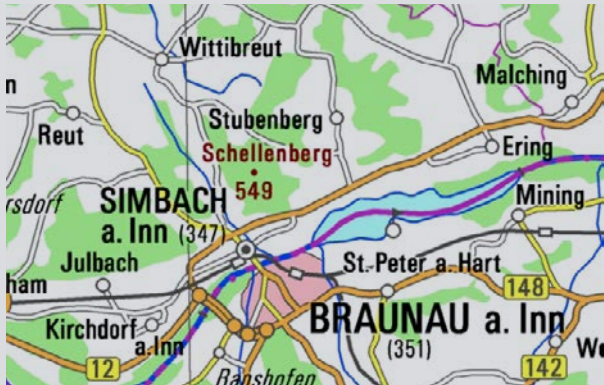 Wittibreut
Malching
n
Reut
Stubenberg
Ering
Schellenberg
549
rsdorf
SIMBACH
a. Inn (347)
Mining
Julbach
St.Peter a. Hart
ham
148
Kirchdorf
a.Inn
BRAUNAU a. Inn
(351)
We
12
Ranshofen
142